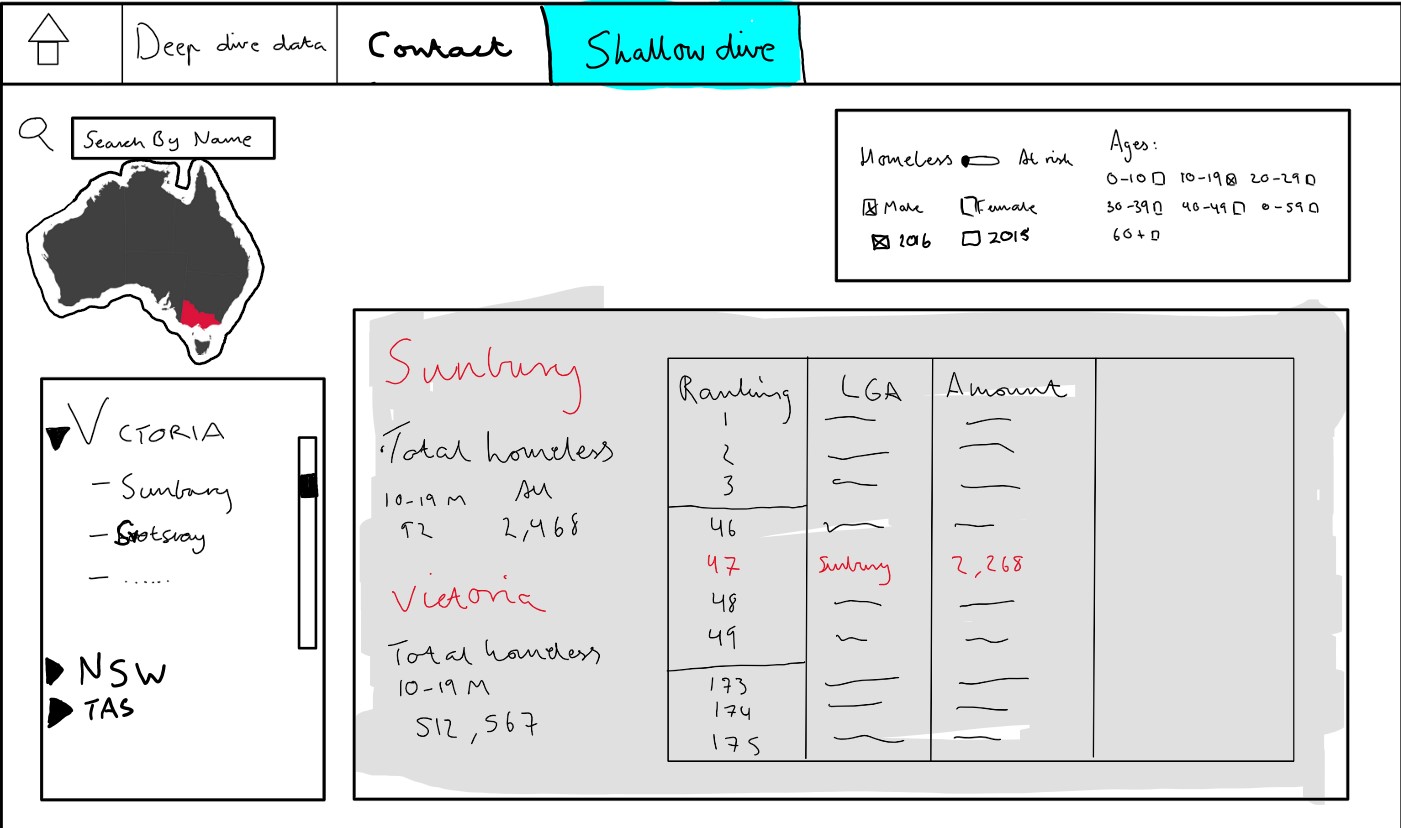 Deep dive data
Contact
Shallow dive
Search By Name
Homeless At risk
Male Female
2016 2015
Ages:
0-10 10-19 20-29
30-39 40-49 0-59
60+
VCTORIA
- Sunbury
- ......
NSW
TAS
Sunbury
Total homeless
10-19 M All
92 2,468
Victoria
Total homeless
10-19 M
512,567
Ranking LGA Amount
1
2
3
46
47 Sunbury 2,268
48
49
173
174
175